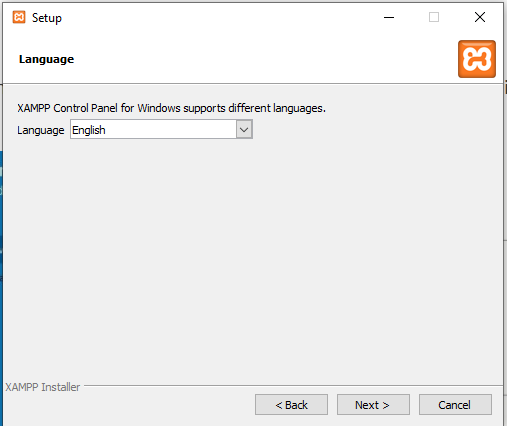 Setup
Language
XAMPP Control Panel for Windows supports different languages.
Language English
XAMPP Installer
< Back Next > Cancel